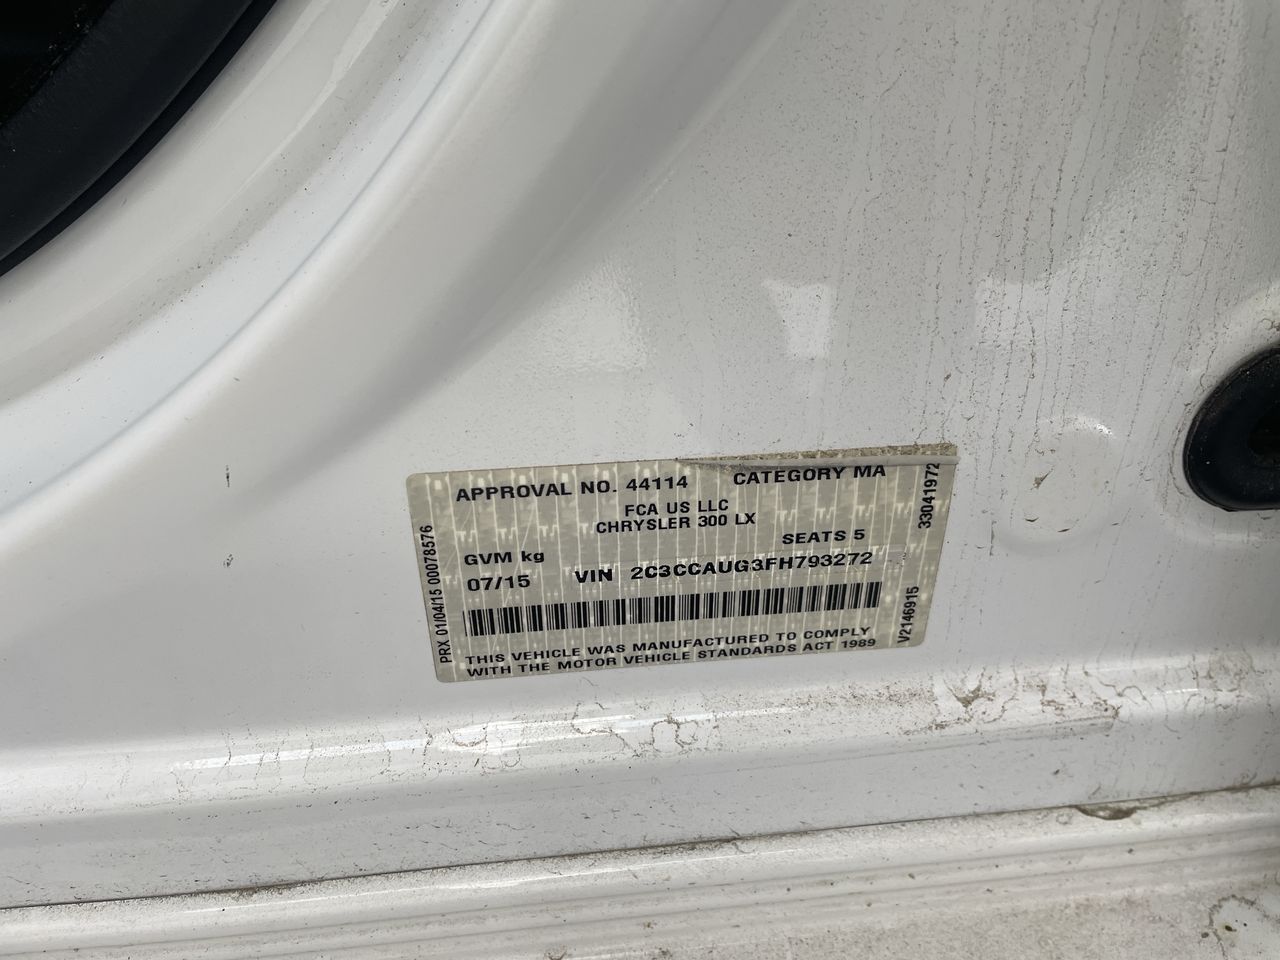 APPROVAL NO. 44114 CATEGORY MA
FCA US LLC
CHRYSLER 300 LX
SEATS 5
GVM kg
07/15 VIN 2C3CCAUG3FH793272
THIS VEHICLE WAS MANUFACTURED TO COMPLY
WITH THE MOTOR VEHICLE STANDARDS ACT 1989
PRX 01/04/15 00078576
V2146915 33041972